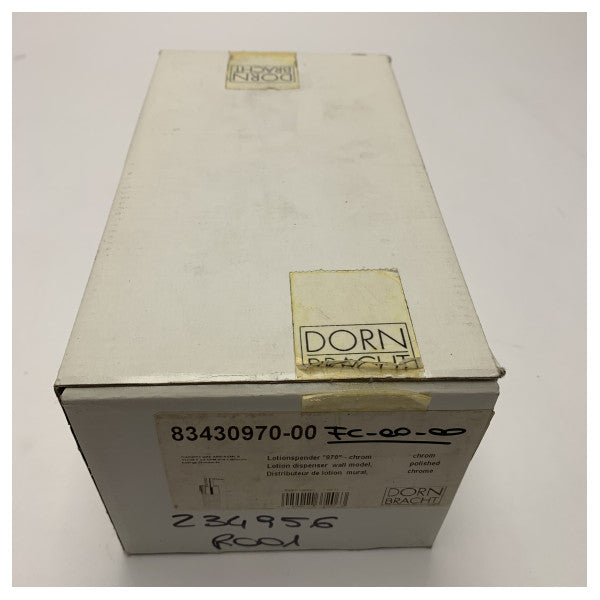 DORN
BRACHT
DORN
BRACHT
83430970-00 FC-00-00
Lotionspender "970" - chrom chrom
Lotion dispenser wall model, polished
Distributeur de lotion mural, chrome
DORN
BRACHT
234956
R001